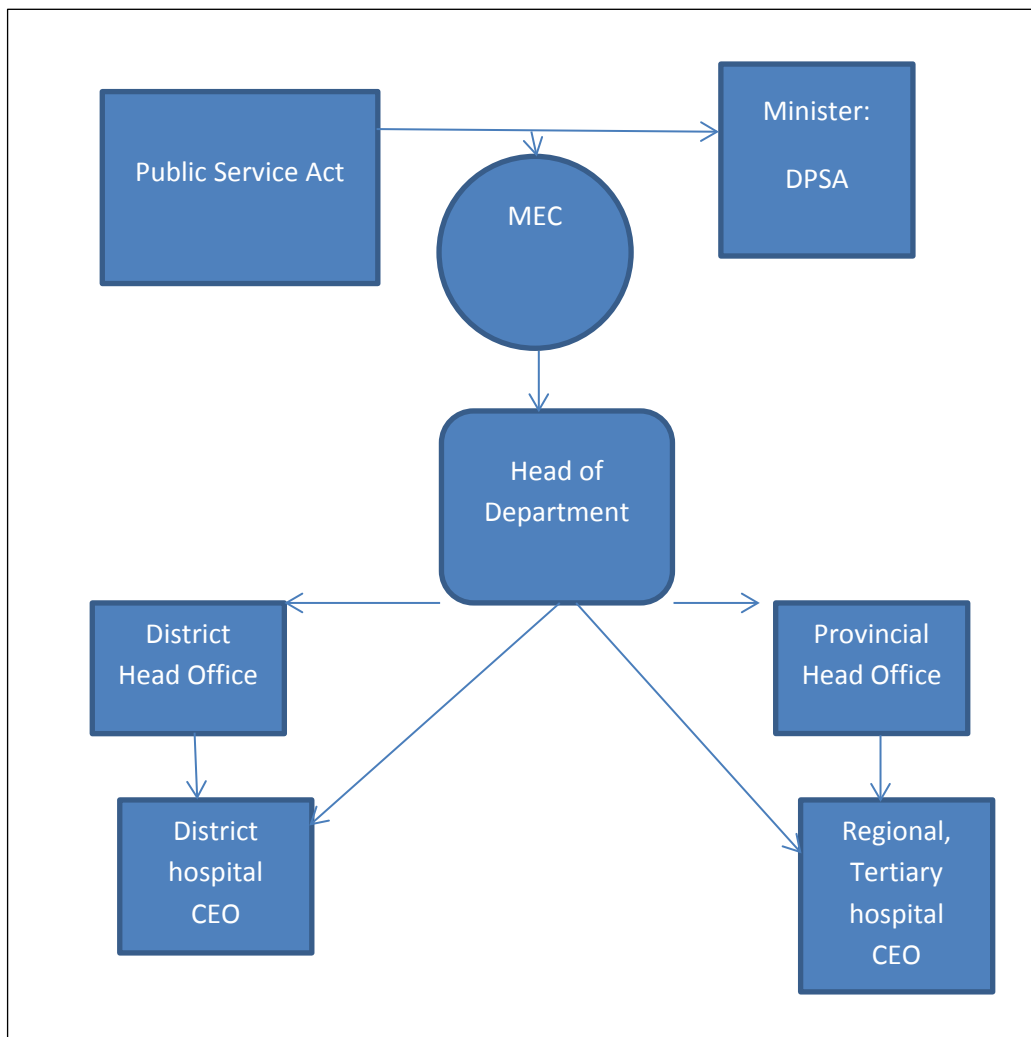 Public Service Act
Minister:
DPSA
MEC
Head of
Department
District
Head Office
Provincial
Head Office
District
hospital
CEO
Regional,
Tertiary
hospital
CEO